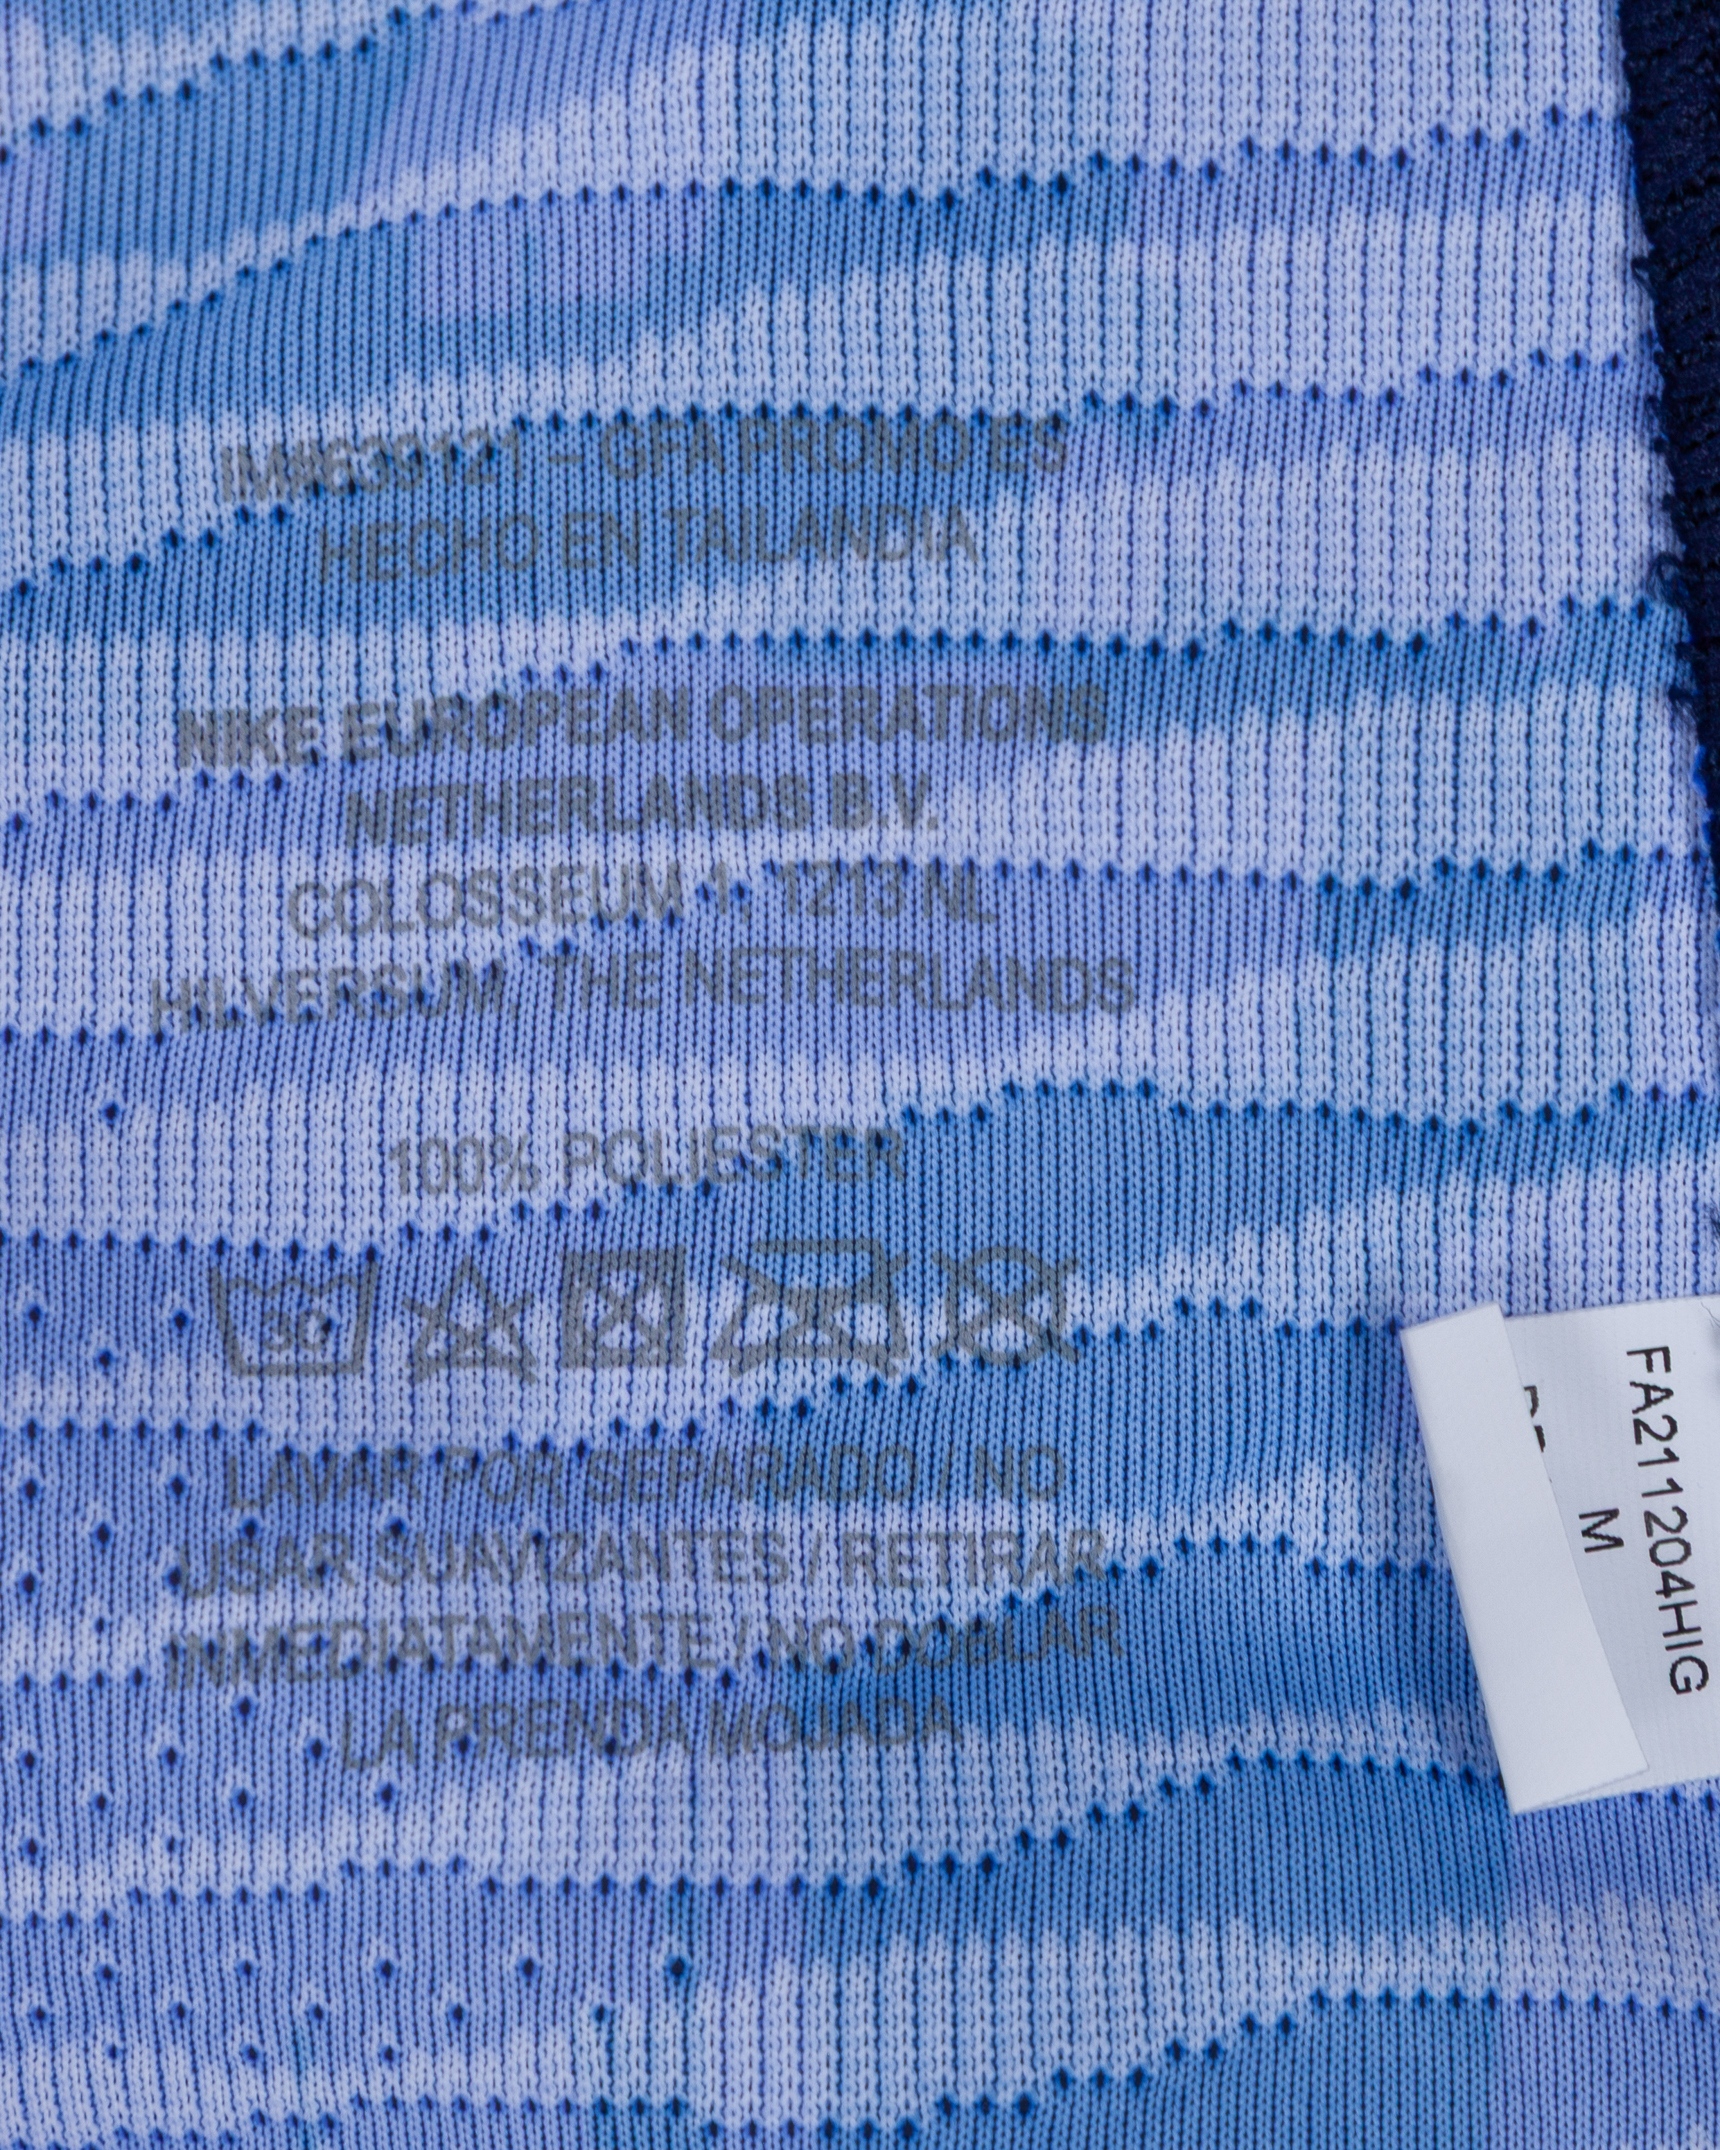 IM#639121 – GFA PROMO ES
HECHO EN TAILANDIA
NIKE EUROPEAN OPERATIONS
NETHERLANDS B.V.
COLOSSEUM 1, 1213 NL
HILVERSUM, THE NETHERLANDS
100% POLIESTER
30
LAVAR POR SEPARADO / NO
USAR SUAVIZANTES / RETIRAR
INMEDIATAMENTE / NO DOBLAR
LA PRENDA MOJADA
FA211204HIG
M